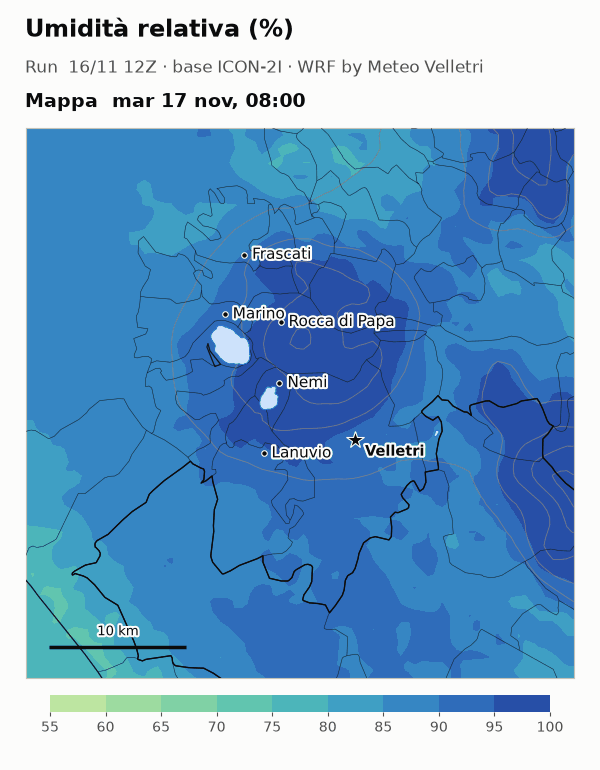 Umidità relativa (%)
Run  16/11 12Z · base ICON-2I · WRF by Meteo Velletri
Mappa  mar 17 nov, 08:00
Frascati
Marino
Rocca di Papa
Nemi
Velletri
Lanuvio
10 km
55 60 65 70 75 80 85 90 95 100